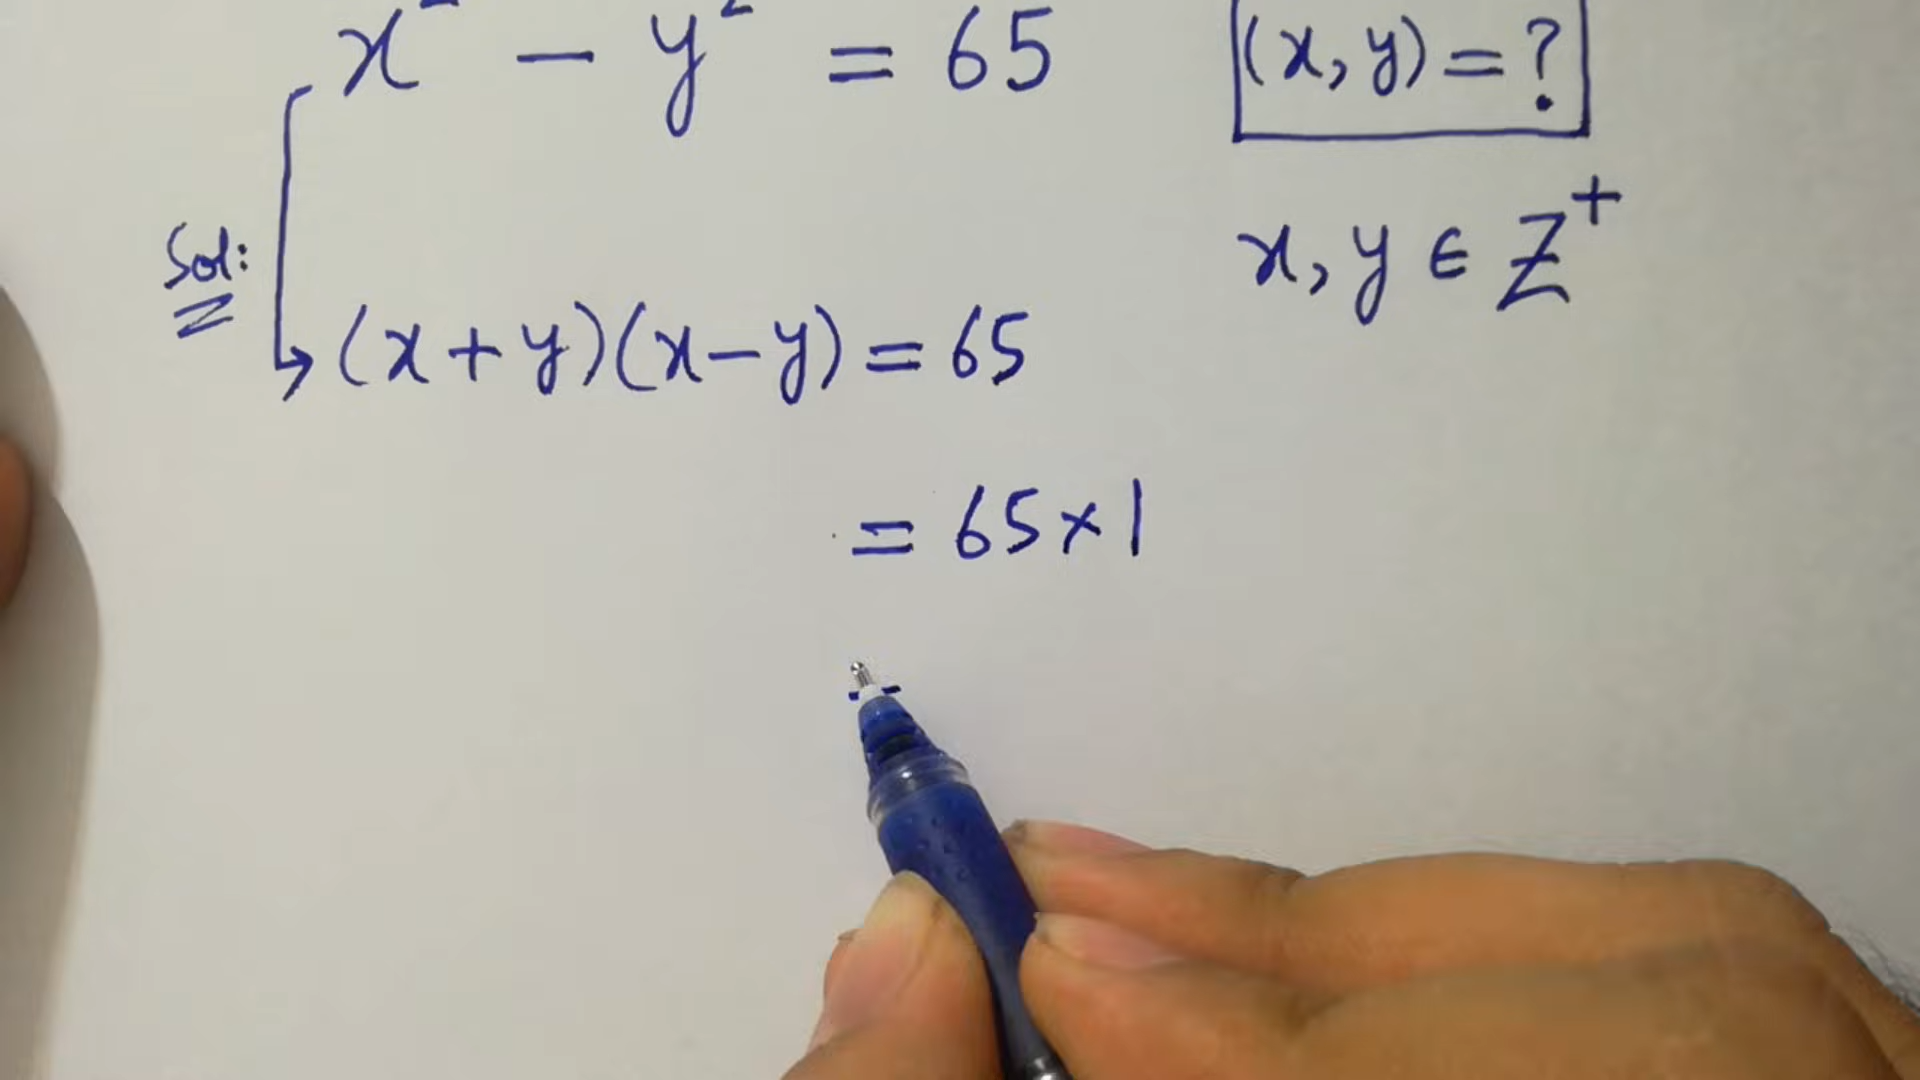 x² - y² = 65
(x, y) = ?
x, y ∈ Z⁺
Sol:
(x + y)(x - y) = 65
= 65 × 1